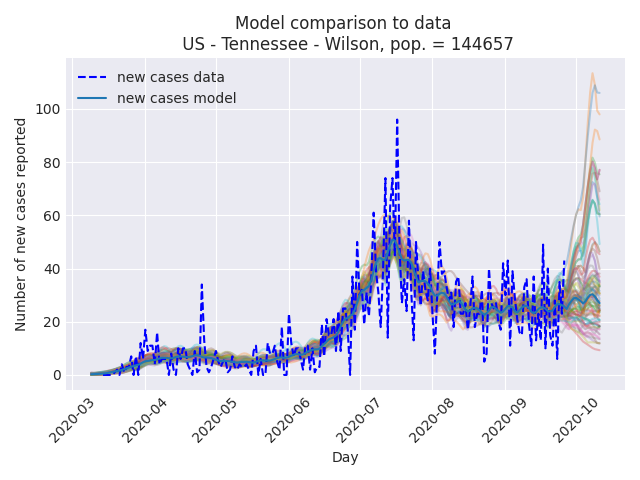 Model comparison to data
US - Tennessee - Wilson, pop. = 144657
new cases data
new cases model
Number of new cases reported
100
80
60
40
20
0
2020-03
2020-04
2020-05
2020-06
2020-07
2020-08
2020-09
2020-10
Day